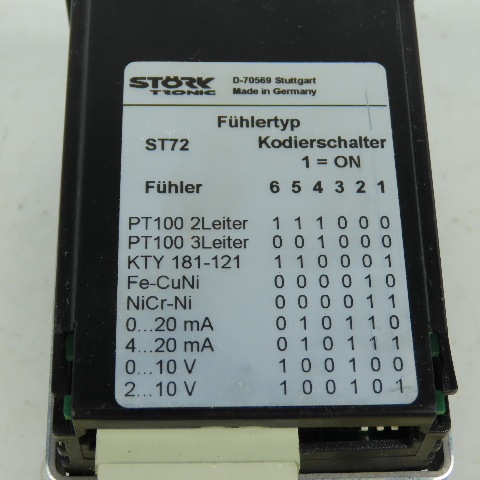 STÖRK
TRONIC
D-70569 Stuttgart
Made in Germany
Fühlertyp
ST72 Kodierschalter
1 = ON
Fühler 6 5 4 3 2 1
PT100 2Leiter 1 1 1 0 0 0
PT100 3Leiter 0 0 1 0 0 0
KTY 181-121 1 1 0 0 0 1
Fe-CuNi 0 0 0 0 1 0
NiCr-Ni 0 0 0 0 1 1
0...20 mA 0 1 0 1 1 0
4...20 mA 0 1 0 1 1 1
0...10 V 1 0 0 1 0 0
2...10 V 1 0 0 1 0 1